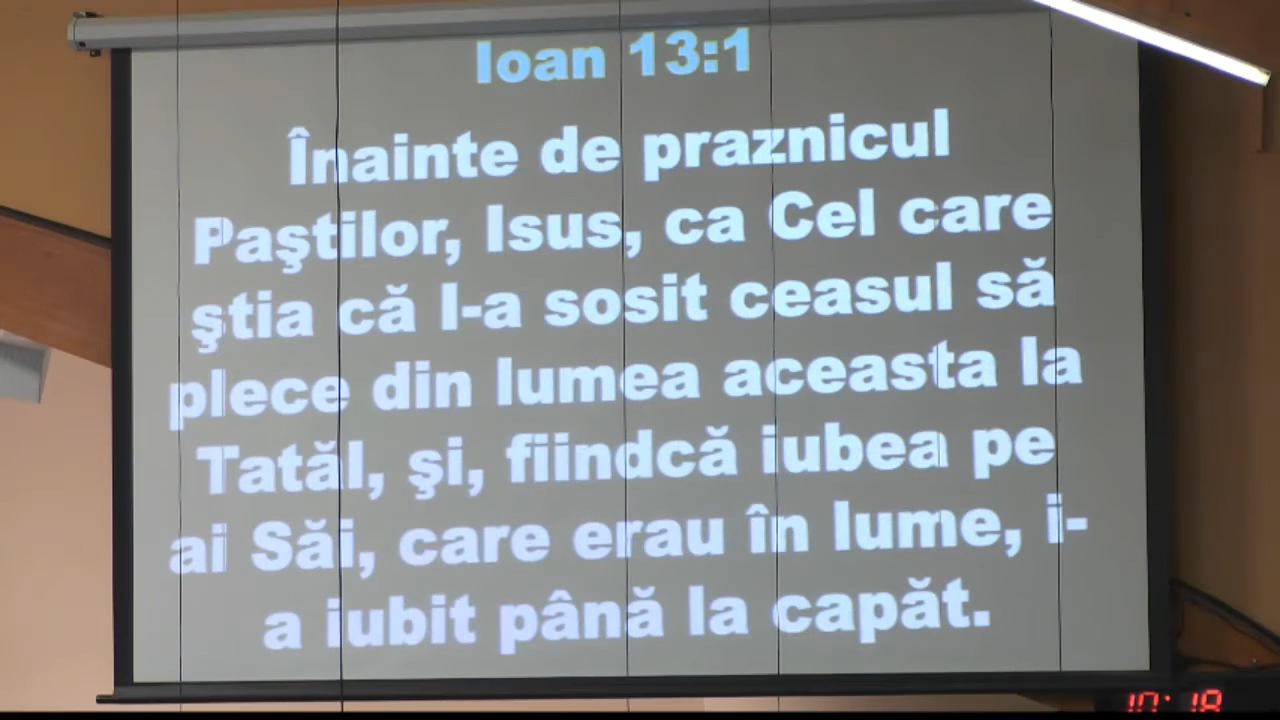 Ioan 13:1
Înainte de praznicul
Paştilor, Isus, ca Cel care
ştia că I-a sosit ceasul să
plece din lumea aceasta la
Tatăl, şi, fiindcă iubea pe
ai Săi, care erau în lume, i-
a iubit până la capăt.
10:18